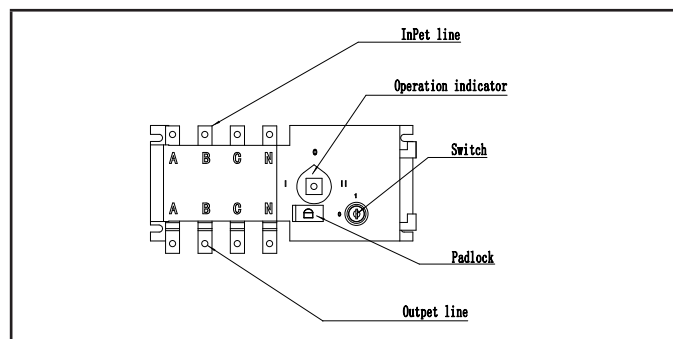 InPet line
Operation indicator
A B C N
0
I II
Switch
1
A B C N
0
Padlock
Outpet line